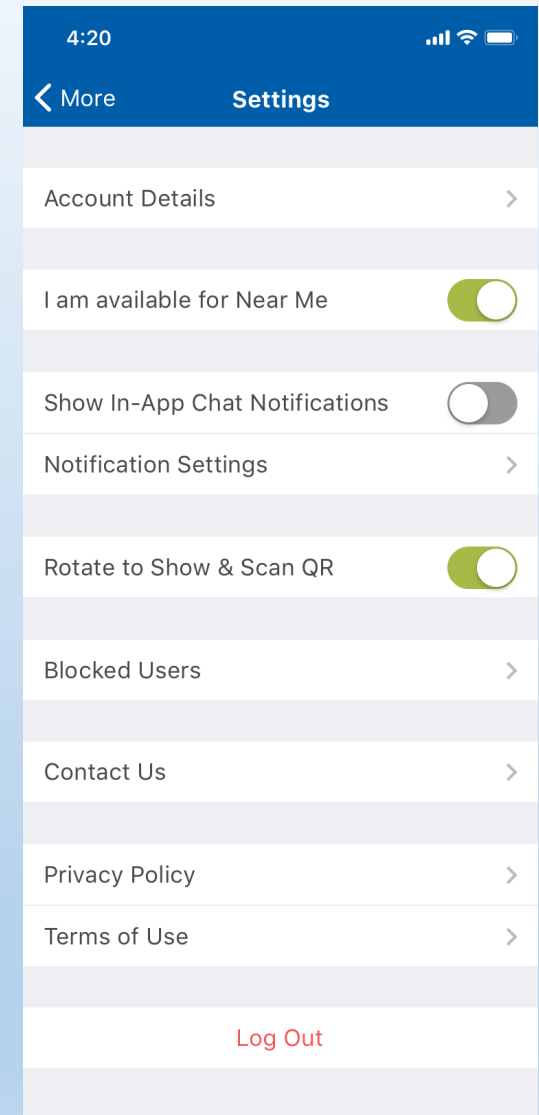 4:20
More
Settings
Account Details
I am available for Near Me
Show In-App Chat Notifications
Notification Settings
Rotate to Show & Scan QR
Blocked Users
Contact Us
Privacy Policy
Terms of Use
Log Out